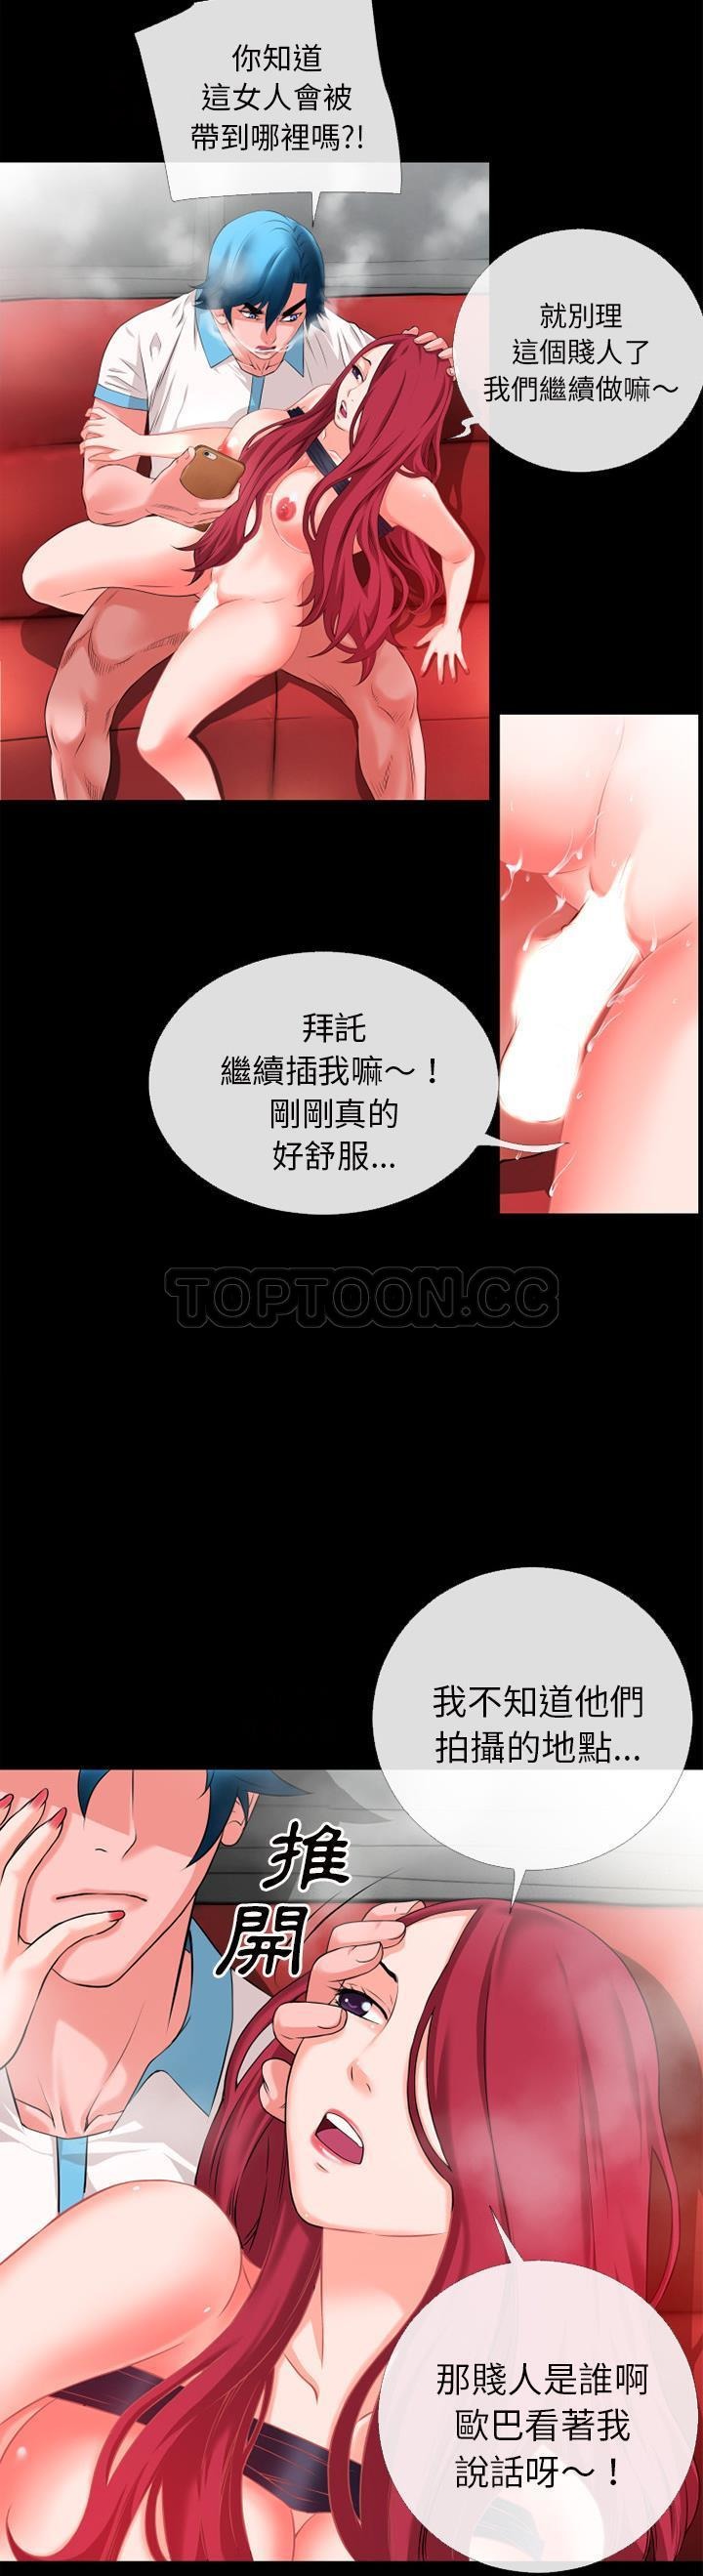 你知道
這女人會被
帶到哪裡嗎?!
就別理
這個賤人了
我們繼續做嘛～
拜託
繼續插我嘛～！
剛剛真的
好舒服...
TOPTOON.CC
我不知道他們
拍攝的地點...
推
開
那賤人是誰啊
歐巴看著我
說話呀～！